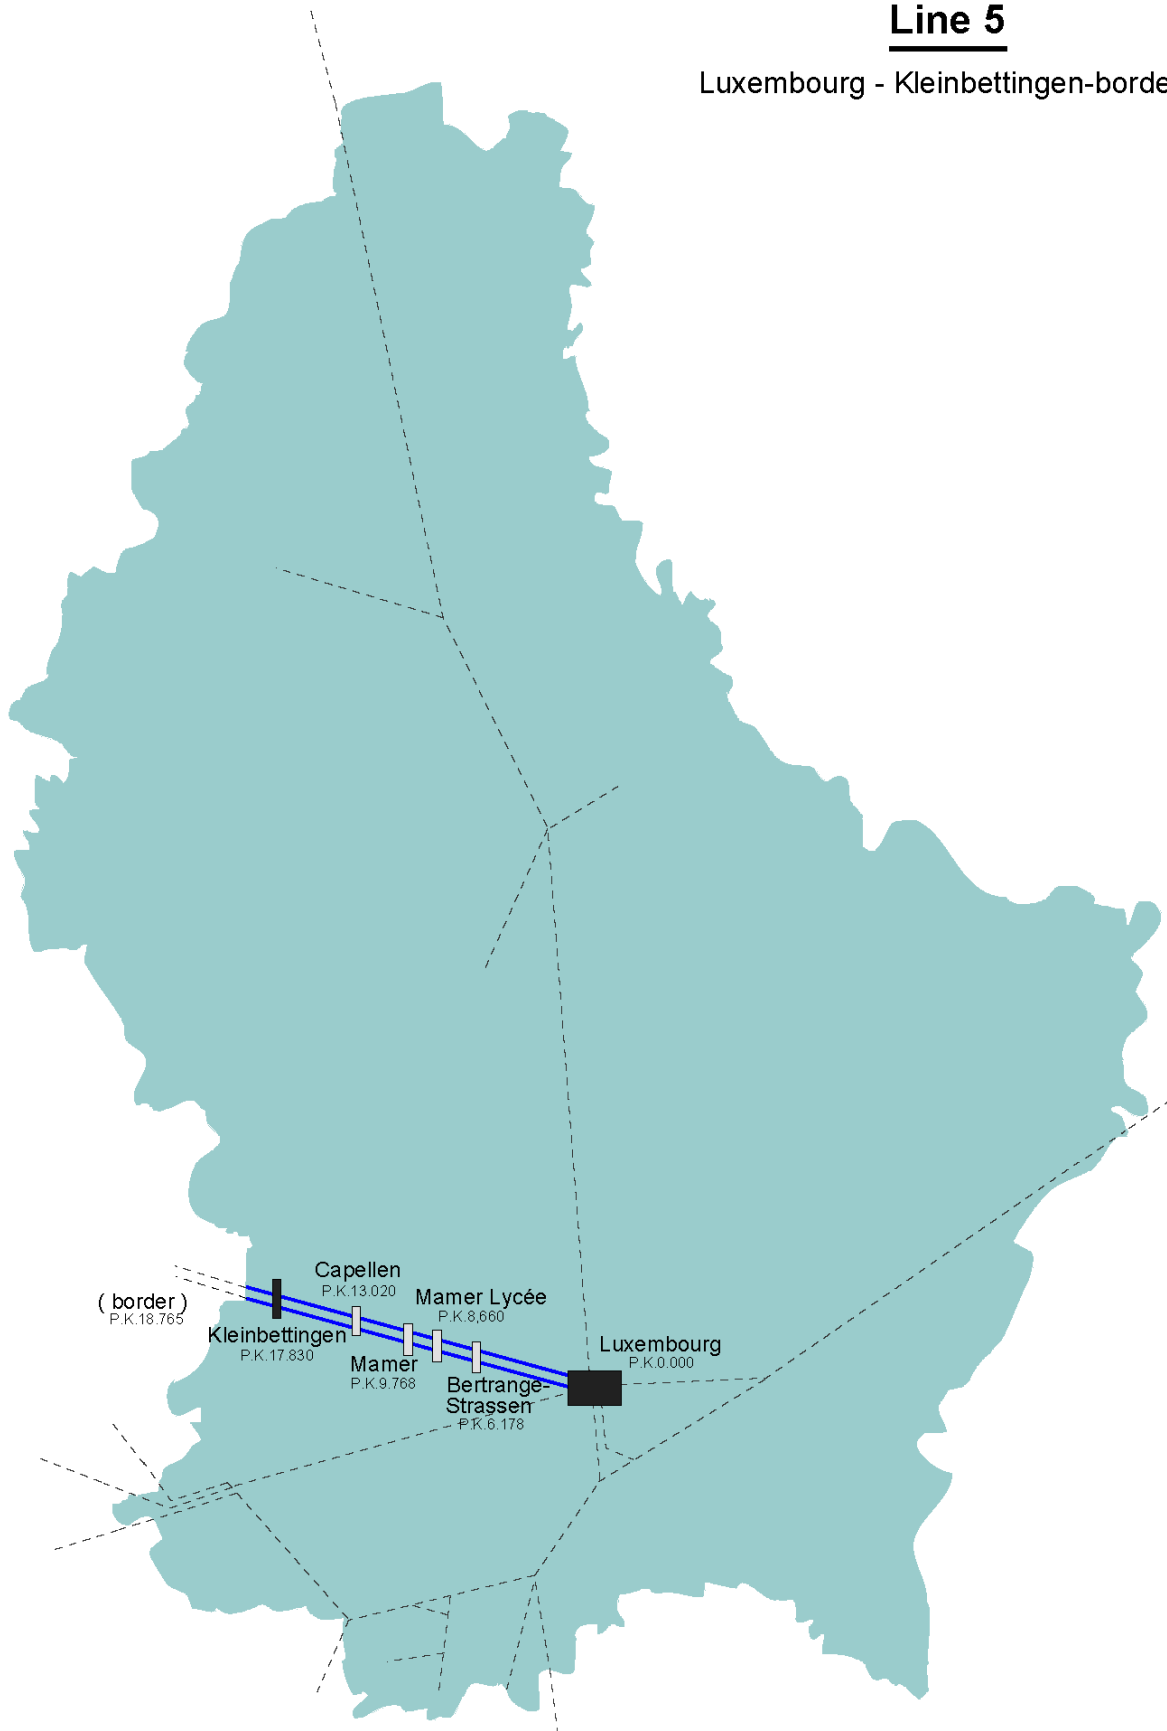 Line 5
Luxembourg - Kleinbettingen-borde
Capellen
P.K.13.020
Mamer Lycée
P.K.8,660
( border )
P.K.18.765
Kleinbettingen
P.K.17.830
Mamer
P.K.9.768
Bertrange-
Strassen
P.K.6.178
Luxembourg
P.K.0.000